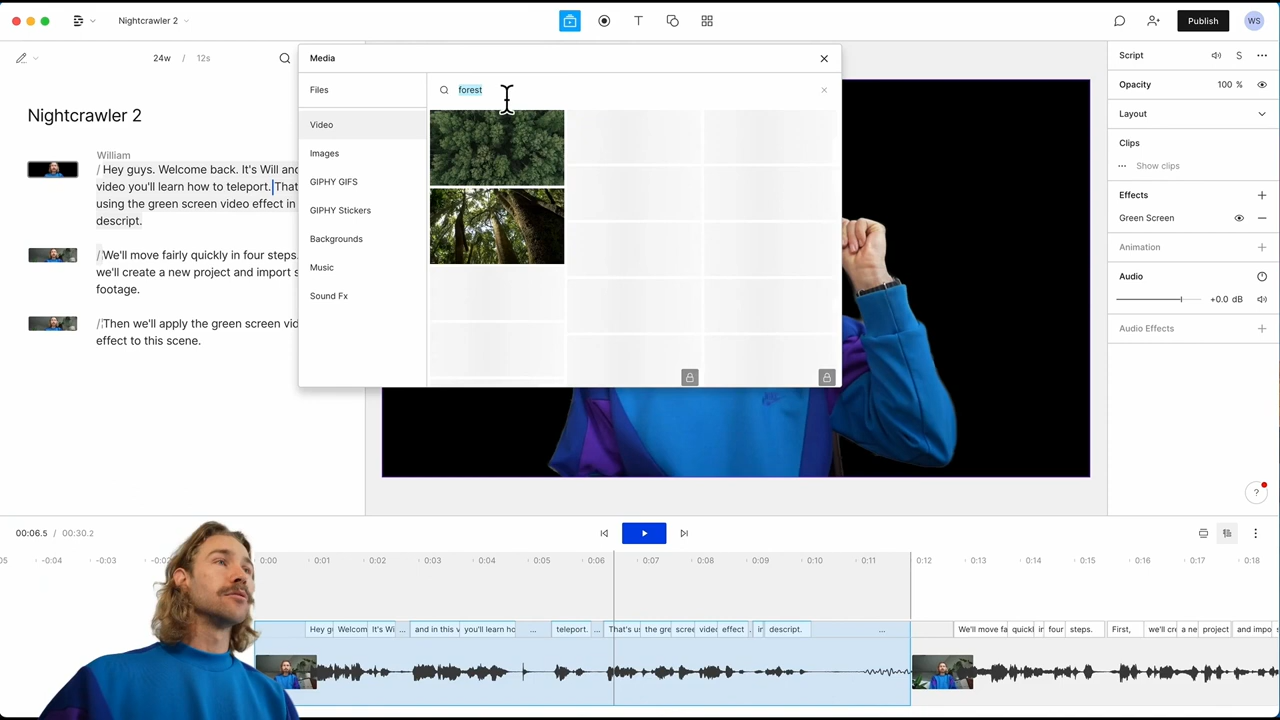 Nightcrawler 2
T
Publish
WS
24w / 12s
Nightcrawler 2
William
/ Hey guys. Welcome back. It's Will and
video you'll learn how to teleport. That
using the green screen video effect in
descript.
/ We'll move fairly quickly in four steps.
we'll create a new project and import s
footage.
/ Then we'll apply the green screen vid
effect to this scene.
Media
Files
Video
Images
GIPHY GIFS
GIPHY Stickers
Backgrounds
Music
Sound Fx
forest
Script
S
Opacity
100 %
Layout
Clips
Show clips
Effects
Green Screen
Animation
Audio
+0.0 dB
Audio Effects
?
00:06.5 / 00:30.2
-0:04 -0:03 0:00 0:01 0:02 0:03 0:04 0:05 0:06 0:07 0:08 0:09 0:10 0:11 0:12 0:13 0:14 0:15 0:16 0:17 0:18
Hey gu Welcom It's Wi ... and in this v you'll learn ho ... teleport. ... That's us the gre scree video effect . in descript. ... We'll move fa quickl in four steps. First, we'll cre a ne project and impo